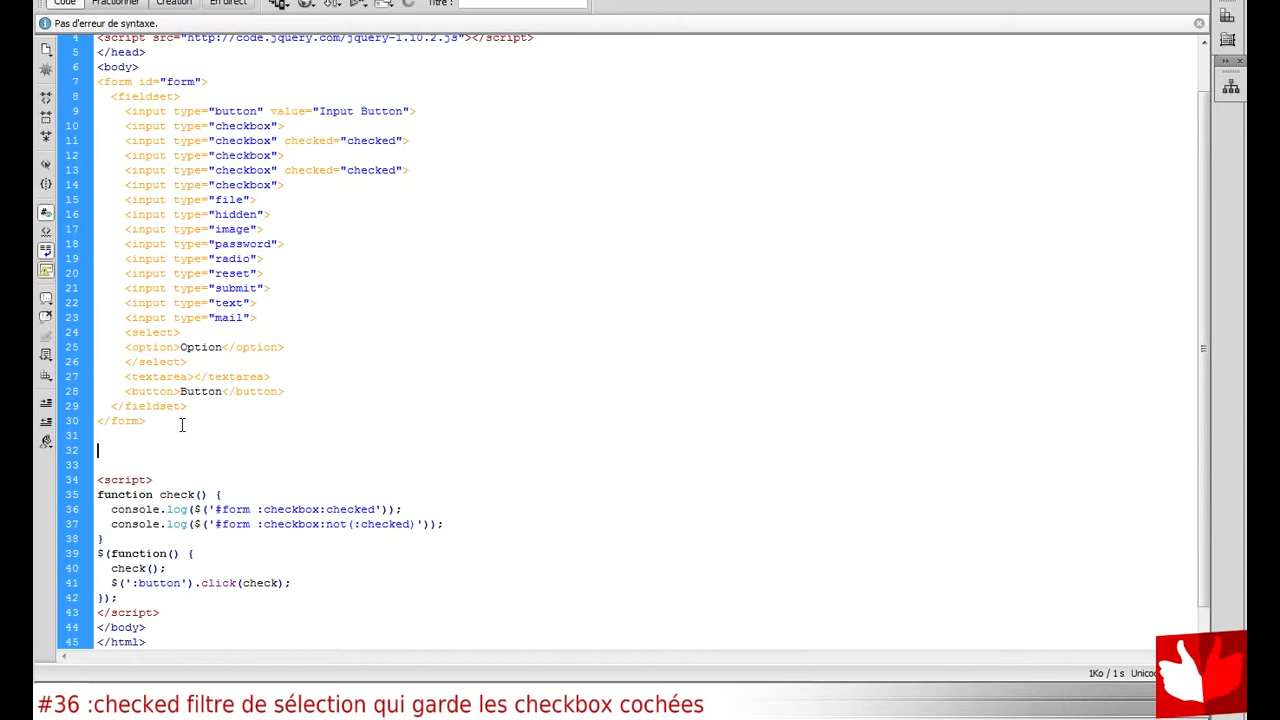 Code Fractionner Création En direct Titre :
Pas d'erreur de syntaxe.
4 <script src="http://code.jquery.com/jquery-1.10.2.js"></script>
5 </head>
6 <body>
7 <form id="form">
8 <fieldset>
9 <input type="button" value="Input Button">
10 <input type="checkbox">
11 <input type="checkbox" checked="checked">
12 <input type="checkbox">
13 <input type="checkbox" checked="checked">
14 <input type="checkbox">
15 <input type="file">
16 <input type="hidden">
17 <input type="image">
18 <input type="password">
19 <input type="radio">
20 <input type="reset">
21 <input type="submit">
22 <input type="text">
23 <input type="mail">
24 <select>
25 <option>Option</option>
26 </select>
27 <textarea></textarea>
28 <button>Button</button>
29 </fieldset>
30 </form>
31
32
33
34 <script>
35 function check() {
36 console.log($('#form :checkbox:checked'));
37 console.log($('#form :checkbox:not(:checked)'));
38 }
39 $(function() {
40 check();
41 $(':button').click(check);
42 });
43 </script>
44 </body>
45 </html>
1Ko / 1 s
#36 :checked filtre de sélection qui garde les checkbox cochées